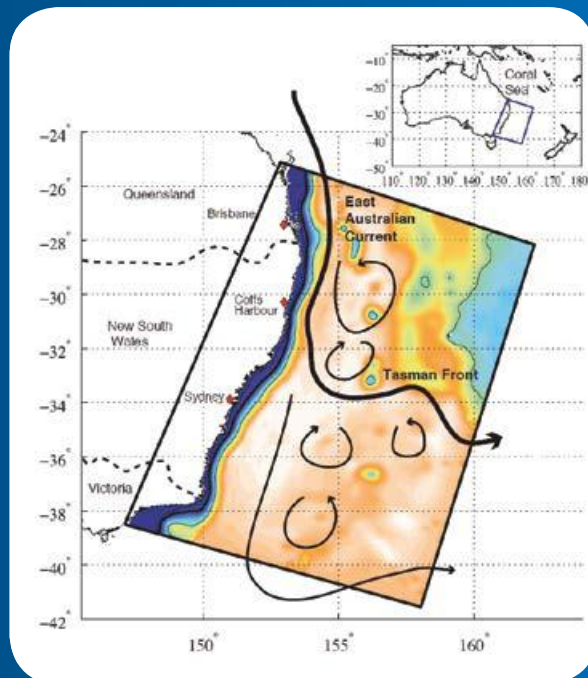 −10°
Coral
Sea
−20°
−30°
−40°
−50°
110° 120° 130° 140° 150° 160° 170° 180
−24°
−26°
−28°
−30°
−32°
−34°
−36°
−38°
−40°
−42°
Queensland
Brisbane
East
Australian
Current
Coffs
Harbour
New South
Wales
Tasman Front
Sydney
Victoria
150° 155° 160°